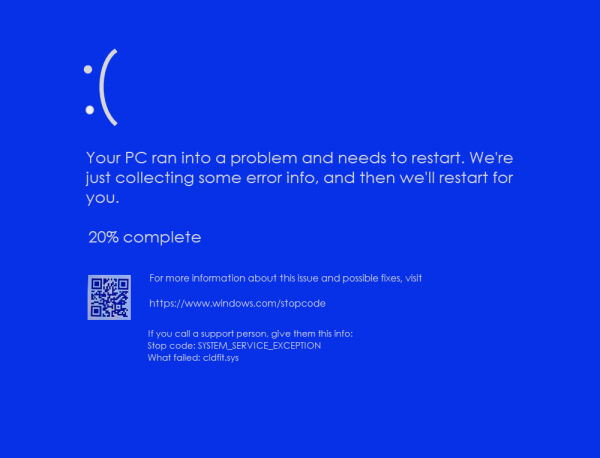 :(
Your PC ran into a problem and needs to restart. We're
just collecting some error info, and then we'll restart for
you.
20% complete
For more information about this issue and possible fixes, visit
https://www.windows.com/stopcode
If you call a support person, give them this info:
Stop code: SYSTEM_SERVICE_EXCEPTION
What failed: cldflt.sys